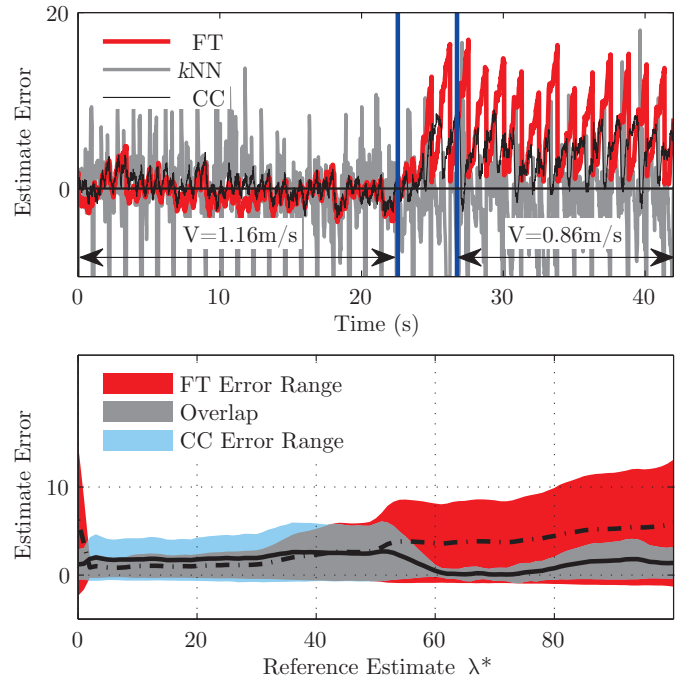 20
10
0
Estimate Error
FT
kNN
CC
V=1.16m/s
V=0.86m/s
0
10
20
30
40
Time (s)
FT Error Range
Overlap
CC Error Range
10
0
Estimate Error
0
20
40
60
80
Reference Estimate λ*